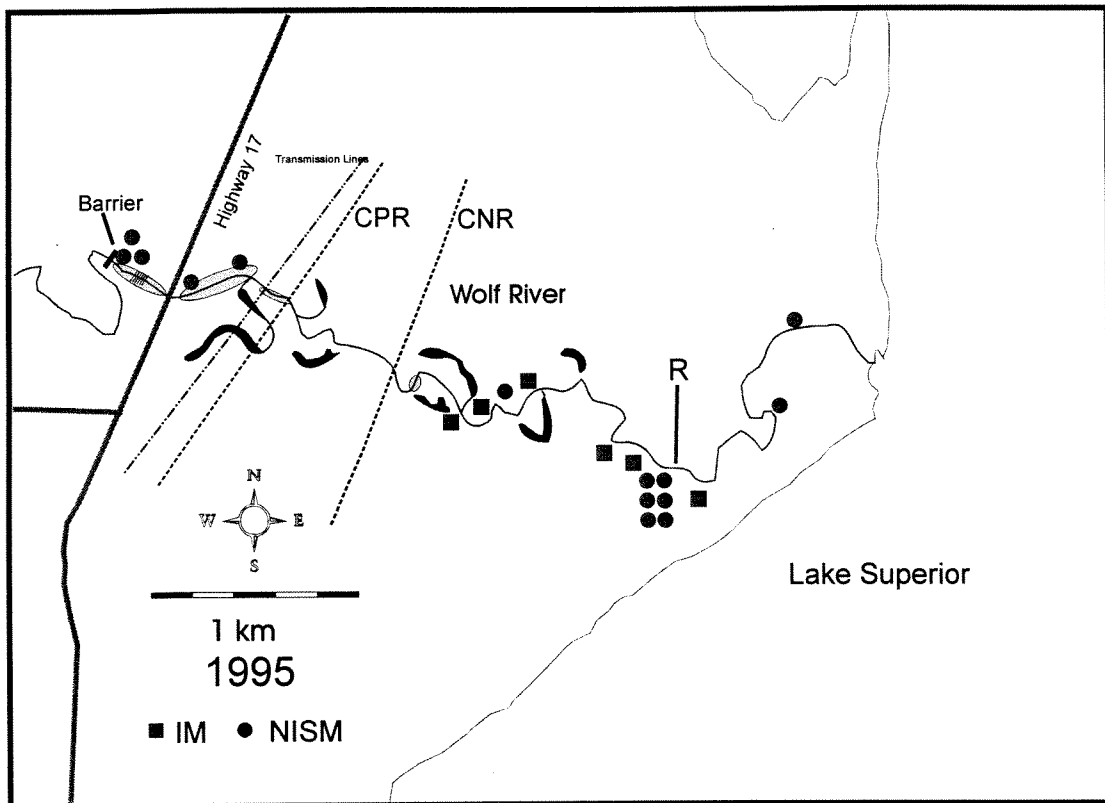 Highway 17
Transmission Lines
Barrier
CPR
CNR
Wolf River
R
N
W E
S
Lake Superior
1 km
1995
IM NISM